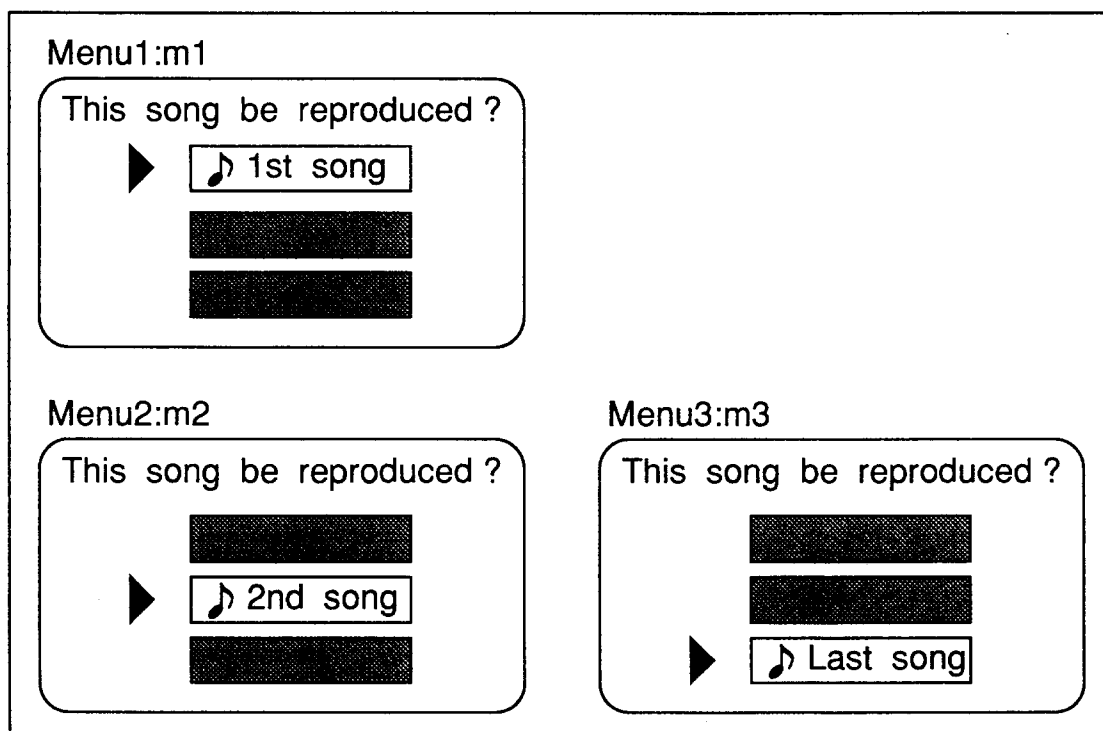 Menu1:m1
This song be reproduced ?
1st song
Menu2:m2
This song be reproduced ?
2nd song
Menu3:m3
This song be reproduced ?
Last song